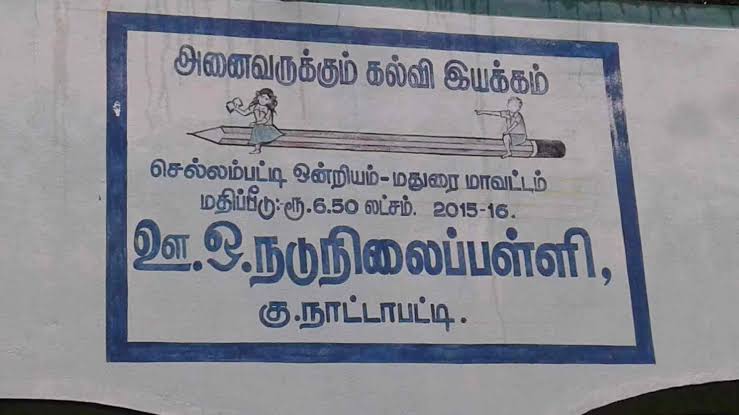 அனைவருக்கும் கல்வி இயக்கம்
செல்லம்பட்டி ஒன்றியம்-மதுரை மாவட்டம்
மதிப்பீடு:-ரூ.6.50 லட்சம். 2015-16.
ஊ.ஒ.நடுநிலைப்பள்ளி,
கு.நாட்டாபட்டி.